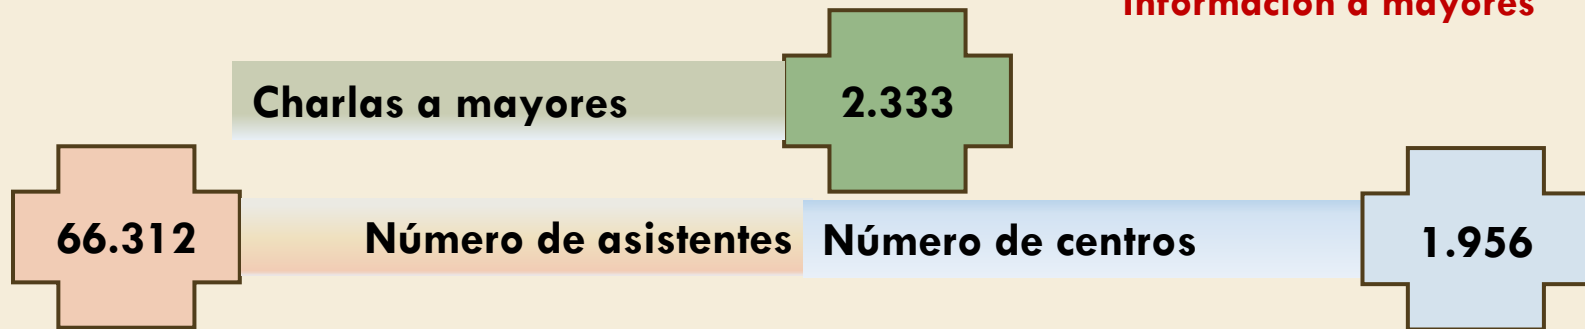 Información a mayores
Charlas a mayores 2.333
66.312 Número de asistentes Número de centros 1.956